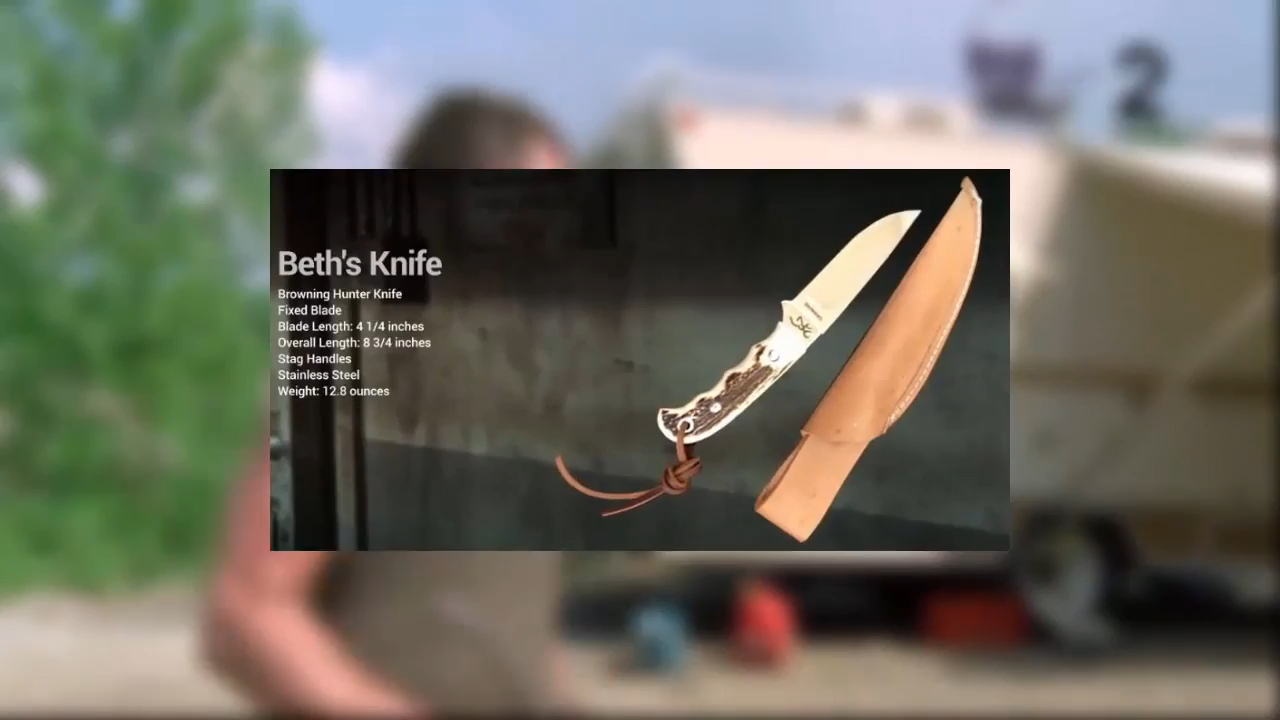 2
Beth's Knife
Browning Hunter Knife
Fixed Blade
Blade Length: 4 1/4 inches
Overall Length: 8 3/4 inches
Stag Handles
Stainless Steel
Weight: 12.8 ounces